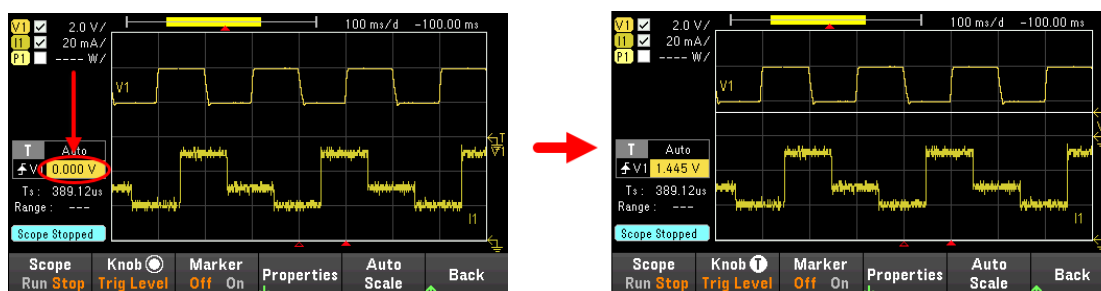 V1 2.0 V/ 100 ms/d -100.00 ms
I1 20 mA/
P1 ---- W/
V1
T Auto
V1 0.000 V
T
V1
Ts: 389.12us
Range: ---
I1
Scope Stopped
Scope Knob Marker Properties Auto Back
Run Stop Trig Level Off On Scale
V1 2.0 V/ 100 ms/d -100.00 ms
I1 20 mA/
P1 ---- W/
V1
T Auto
V1 1.445 V
Ts: 389.12us
Range: ---
I1
Scope Stopped
Scope Knob T Marker Properties Auto Back
Run Stop Trig Level Off On Scale